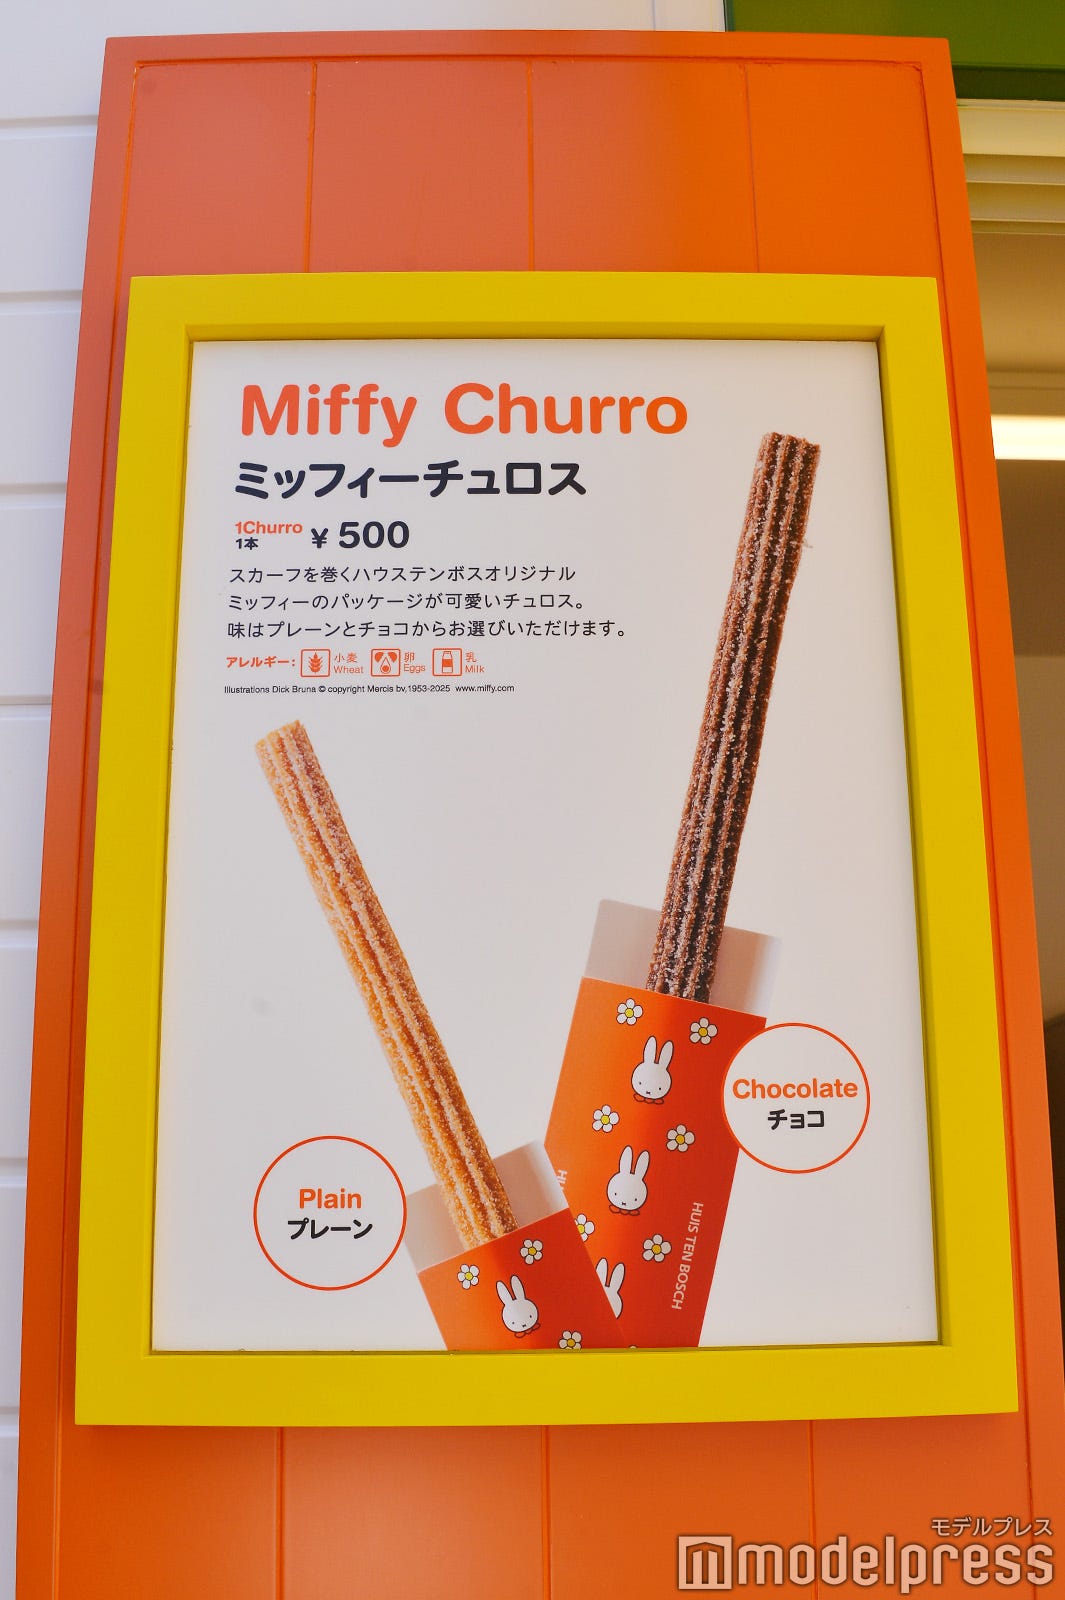 Miffy Churro
ミッフィーチュロス
1Churro
1本
¥ 500
スカーフを巻くハウステンボスオリジナル
ミッフィーのパッケージが可愛いチュロス。
味はプレーンとチョコからお選びいただけます。
アレルギー: 小麦 Wheat 卵 Eggs 乳 Milk
Illustrations Dick Bruna © copyright Mercis bv,1953-2025 www.miffy.com
Chocolate
チョコ
Plain
プレーン
HUIS TEN BOSCH
モデルプレス
modelpress